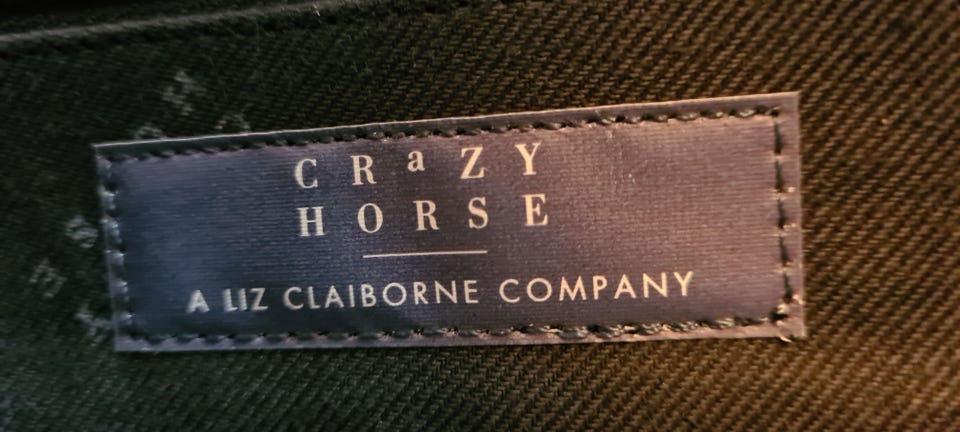 CRaZY
HORSE
A LIZ CLAIBORNE COMPANY